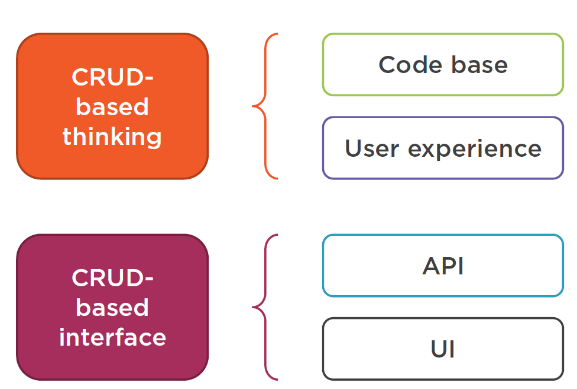 CRUD-
based
thinking
Code base
User experience
CRUD-
based
interface
API
UI